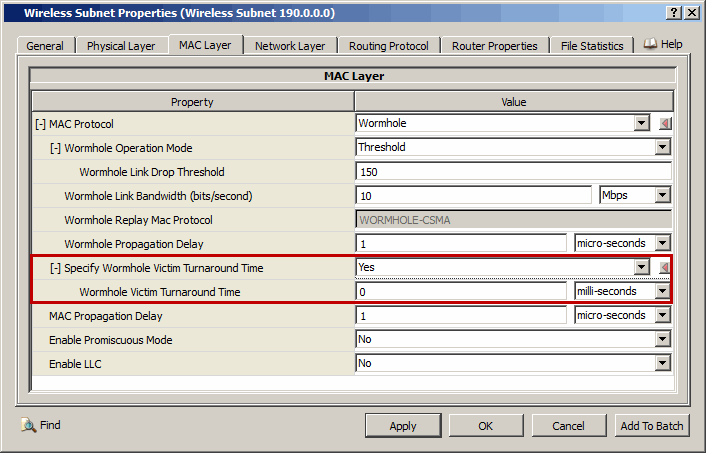 Wireless Subnet Properties (Wireless Subnet 190.0.0.0)
General Physical Layer MAC Layer Network Layer Routing Protocol Router Properties File Statistics Help
MAC Layer
Property Value
[-] MAC Protocol Wormhole
[-] Wormhole Operation Mode Threshold
Wormhole Link Drop Threshold 150
Wormhole Link Bandwidth (bits/second) 10 Mbps
Wormhole Replay Mac Protocol WORMHOLE-CSMA
Wormhole Propagation Delay 1 micro-seconds
[-] Specify Wormhole Victim Turnaround Time Yes
Wormhole Victim Turnaround Time 0 milli-seconds
MAC Propagation Delay 1 micro-seconds
Enable Promiscuous Mode No
Enable LLC No
Find Apply OK Cancel Add To Batch